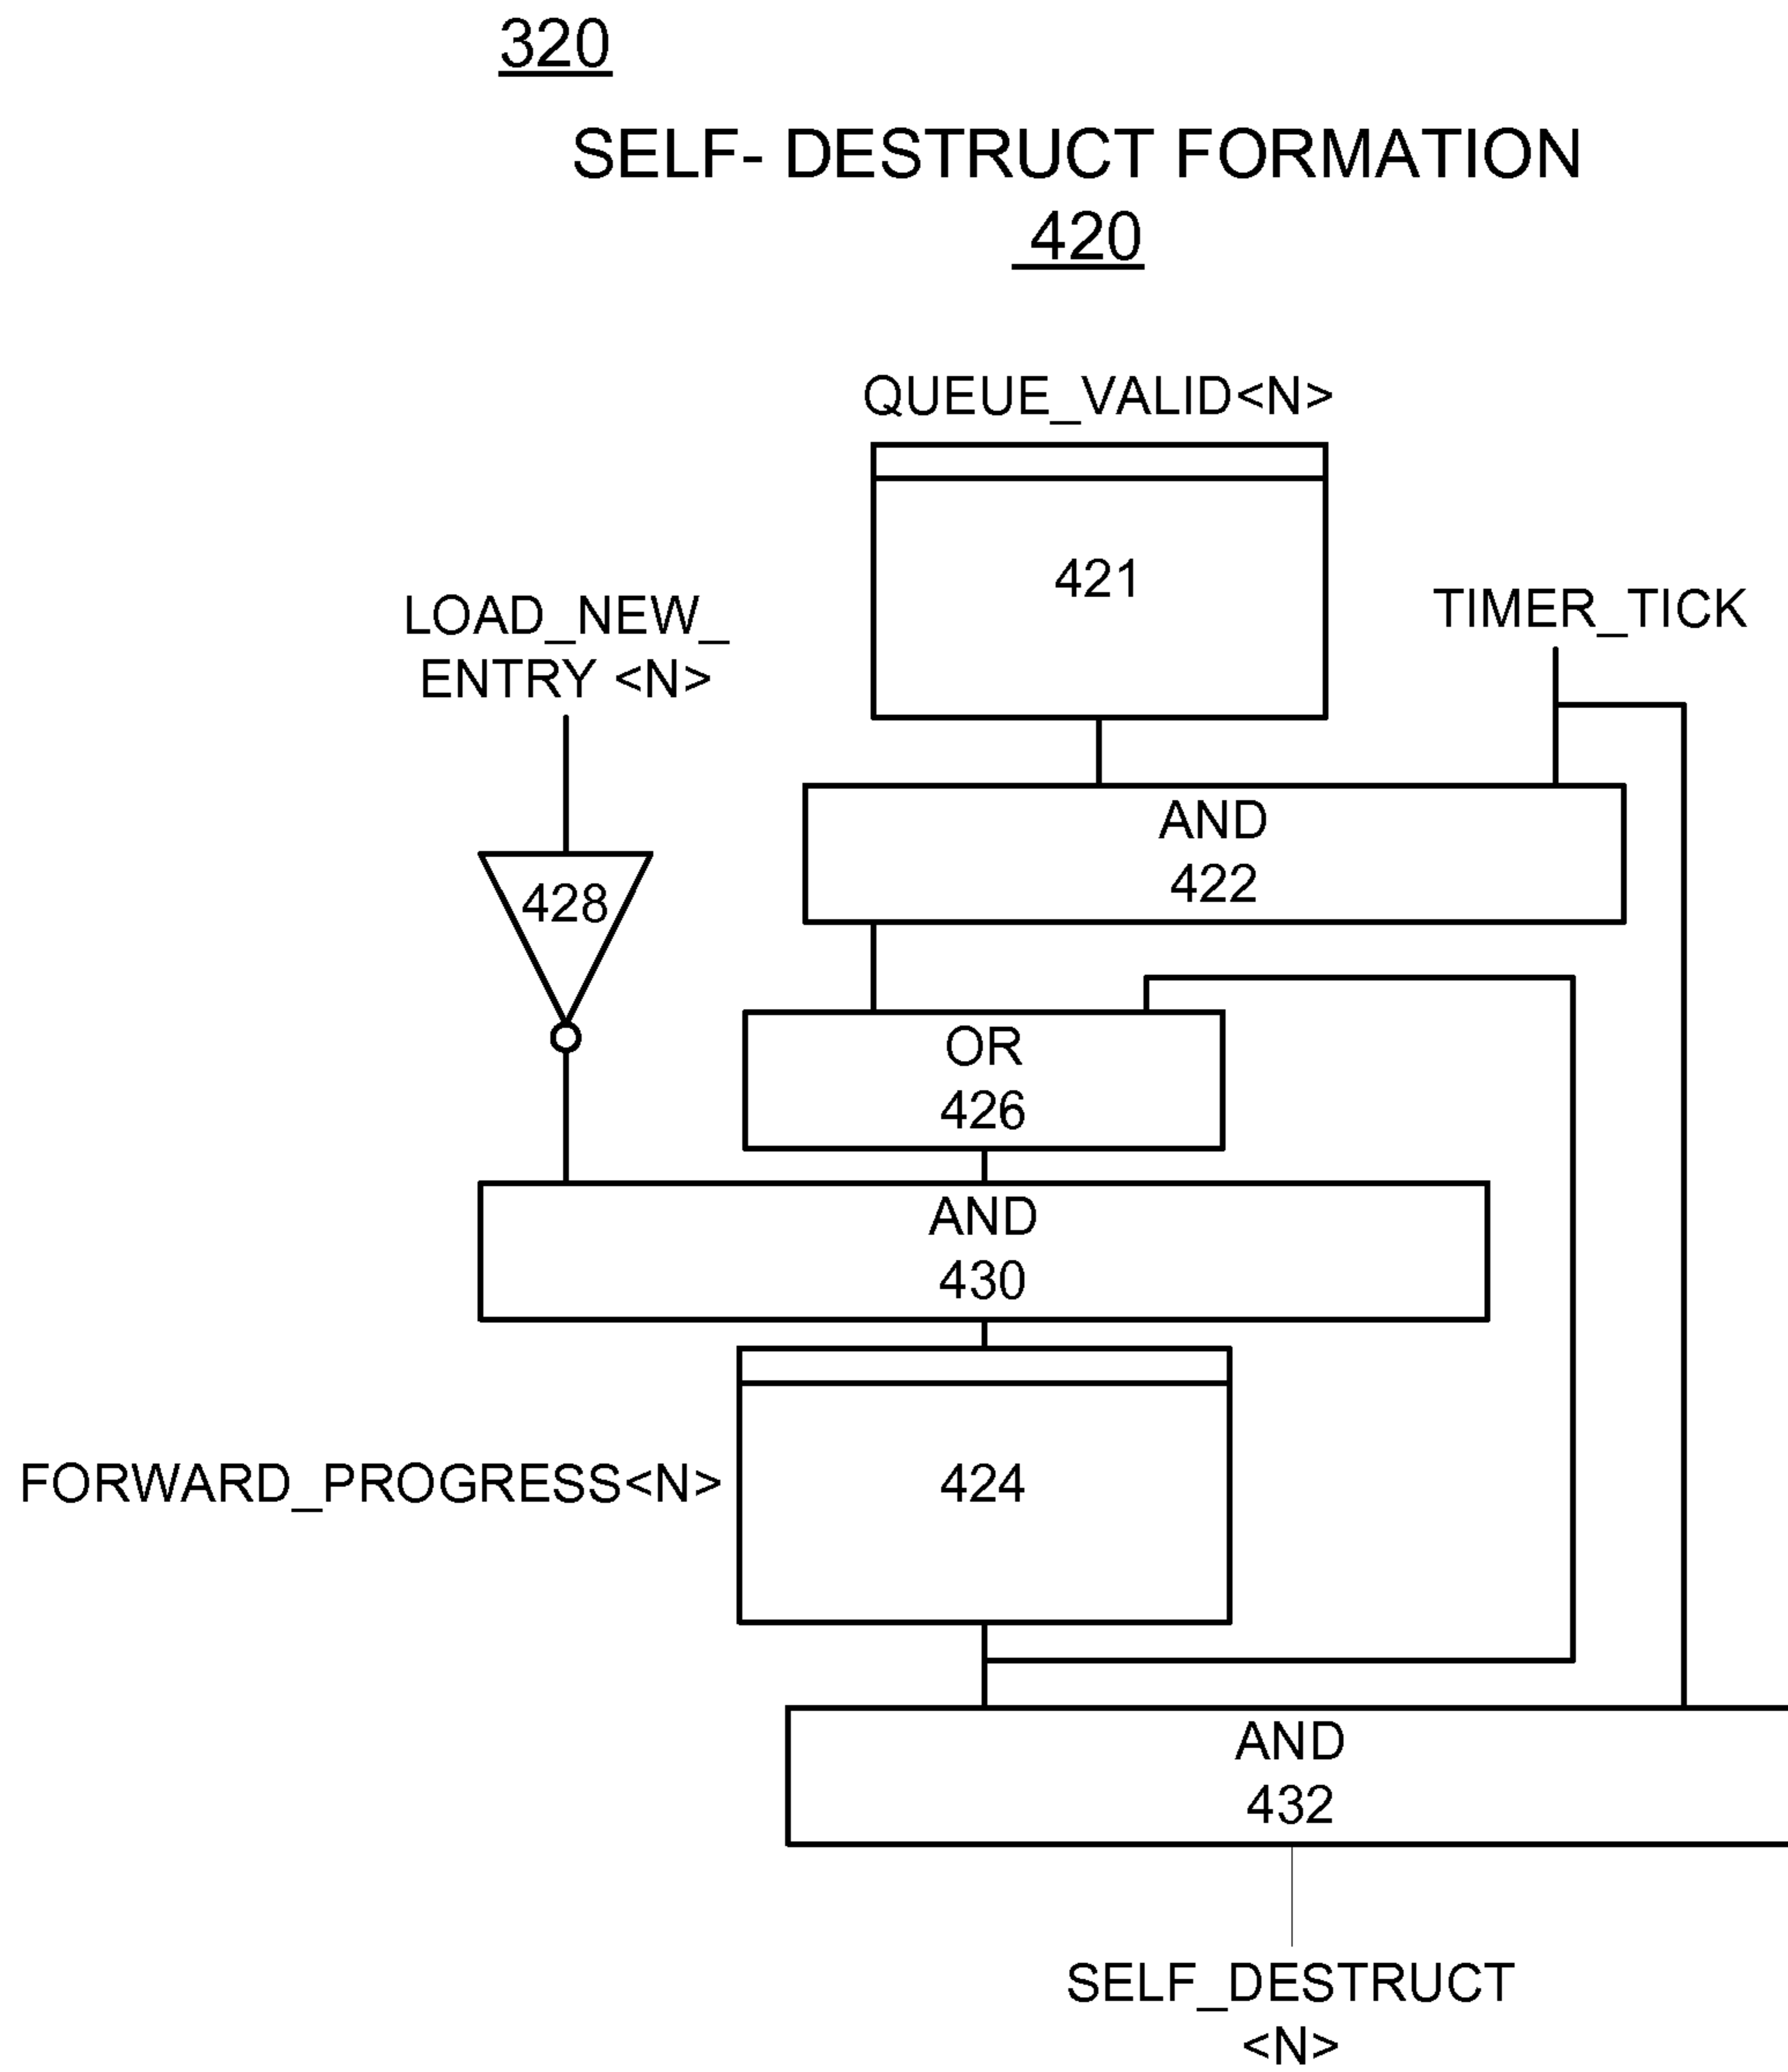 320
SELF- DESTRUCT FORMATION
420
QUEUE_VALID<N>
421
LOAD_NEW_
ENTRY <N>
TIMER_TICK
AND
422
428
OR
426
AND
430
FORWARD_PROGRESS<N>
424
AND
432
SELF_DESTRUCT
<N>